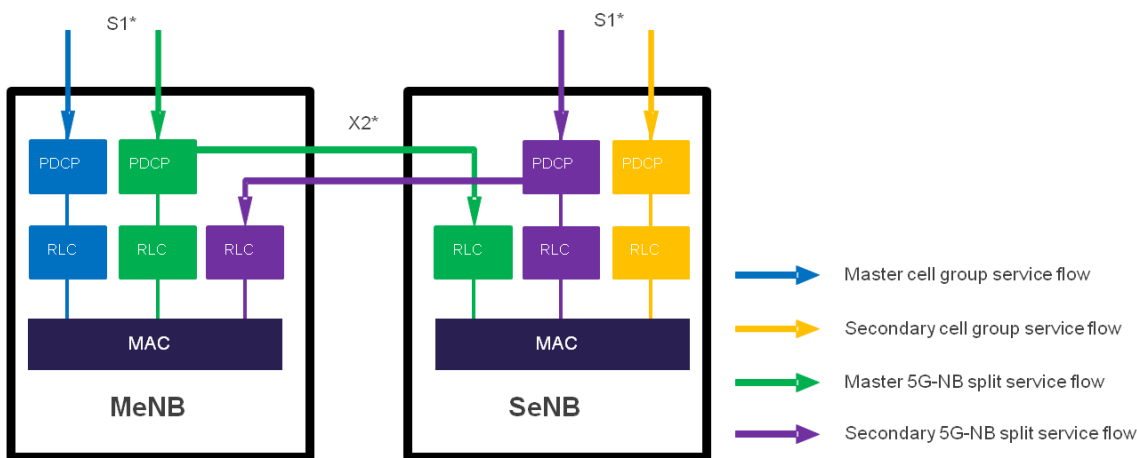 S1*
S1*
X2*
PDCP
PDCP
PDCP
PDCP
RLC
RLC
RLC
RLC
RLC
RLC
MAC
MAC
MeNB
SeNB
Master cell group service flow
Secondary cell group service flow
Master 5G-NB split service flow
Secondary 5G-NB split service flow